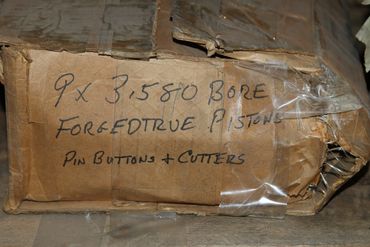 9 x 3,580 BORE
FORGEDTRUE PISTONS
PIN BUTTONS + CUTTERS